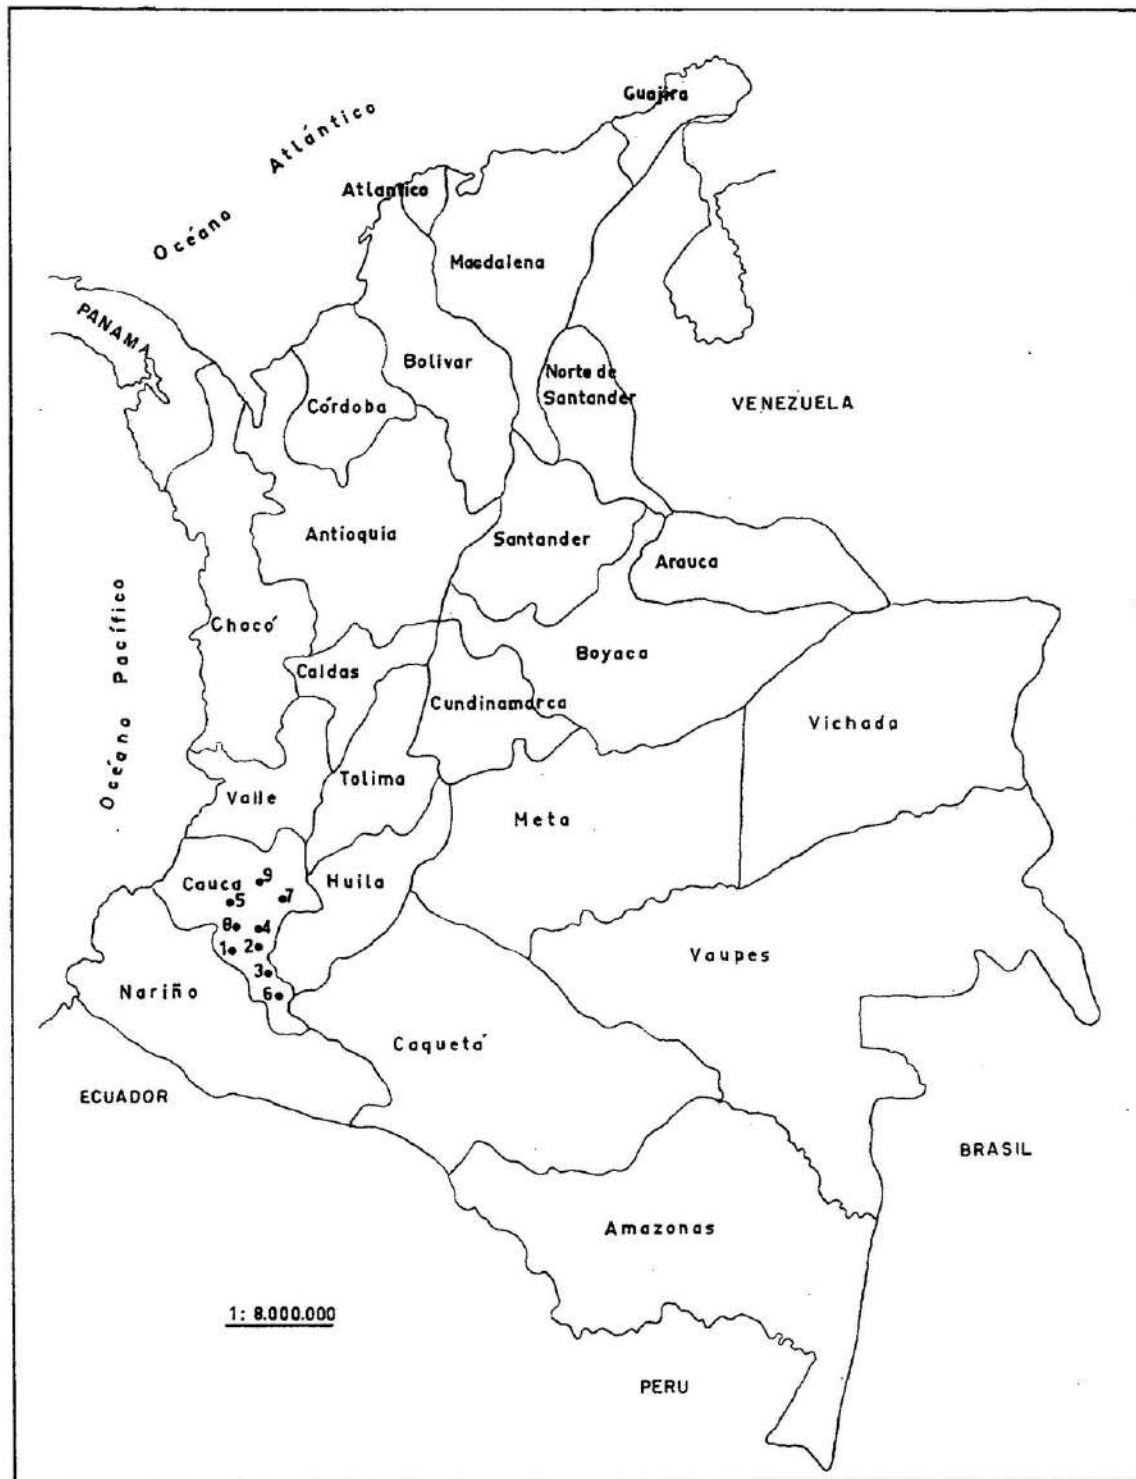 Guajira
Océano Atlántico
Atlantico
Magdalena
PANAMA
Bolivar
Norte de
Santander
Córdoba
VENEZUELA
Antioquia
Santander
Arauca
Océano Pacífico
Chocó
Boyaca
Caldas
Cundinamarca
Vichada
Tolima
Valle
Meta
Cauca
9
Huila
5
7
8
4
1
2
Vaupes
3
Nariño
6
Caquetá
ECUADOR
BRASIL
Amazonas
1: 8.000.000
PERU